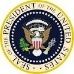 SEAL OF THE PRESIDENT OF THE UNITED STATES